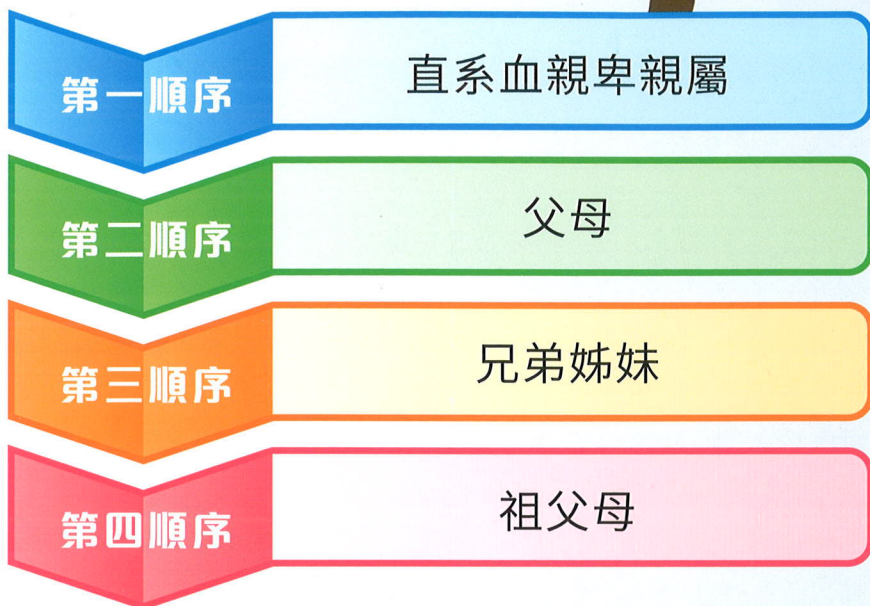 第一順序
直系血親卑親屬
第二順序
父母
第三順序
兄弟姊妹
第四順序
祖父母